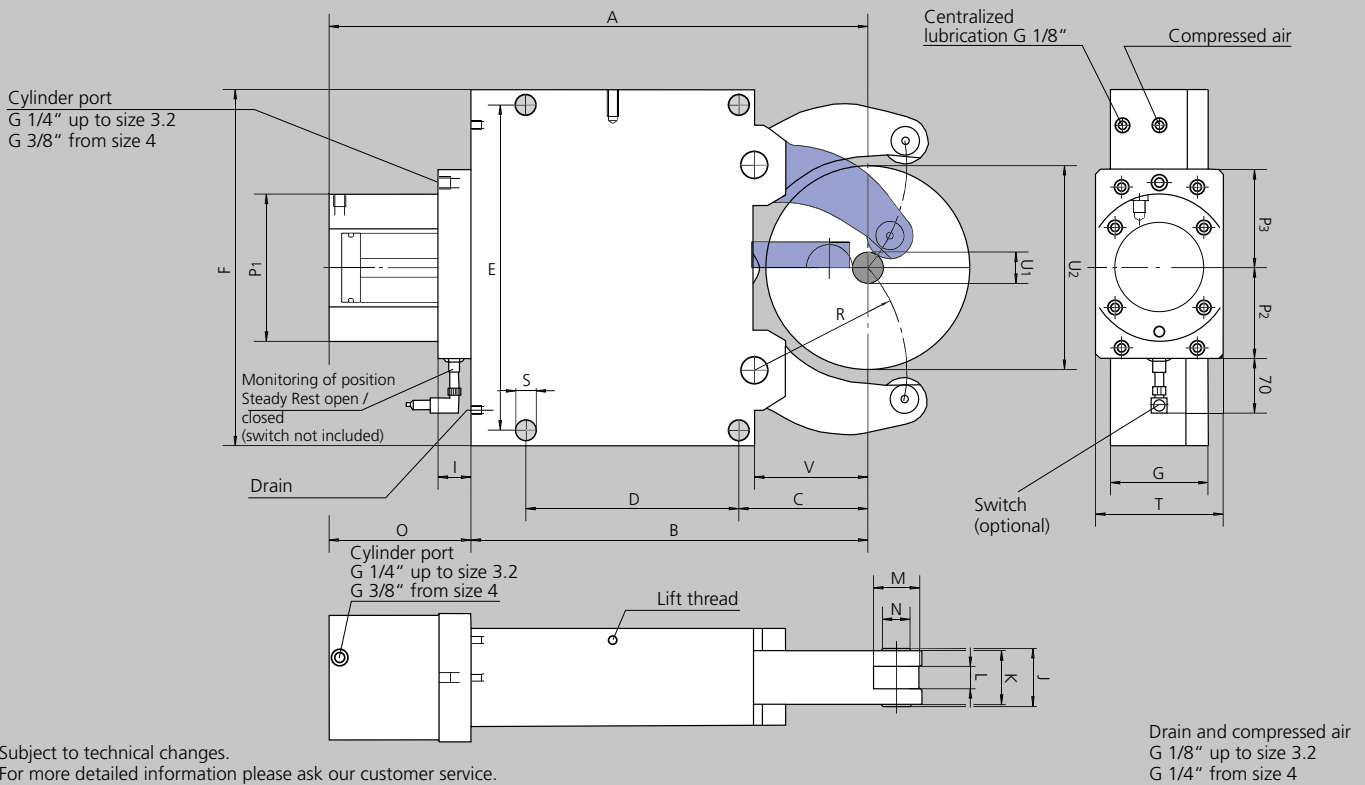 A
Centralized
lubrication G 1/8“
Compressed air
Cylinder port
G 1/4“ up to size 3.2
G 3/8“ from size 4
F
P1
E
R
U1
U2
P3
P2
70
S
Monitoring of position
Steady Rest open /
closed
(switch not included)
I
V
Drain
D
C
G
T
Switch
(optional)
O
B
Cylinder port
G 1/4“ up to size 3.2
G 3/8“ from size 4
Lift thread
M
N
L
K
J
Subject to technical changes.
For more detailed information please ask our customer service.
Drain and compressed air
G 1/8“ up to size 3.2
G 1/4“ from size 4